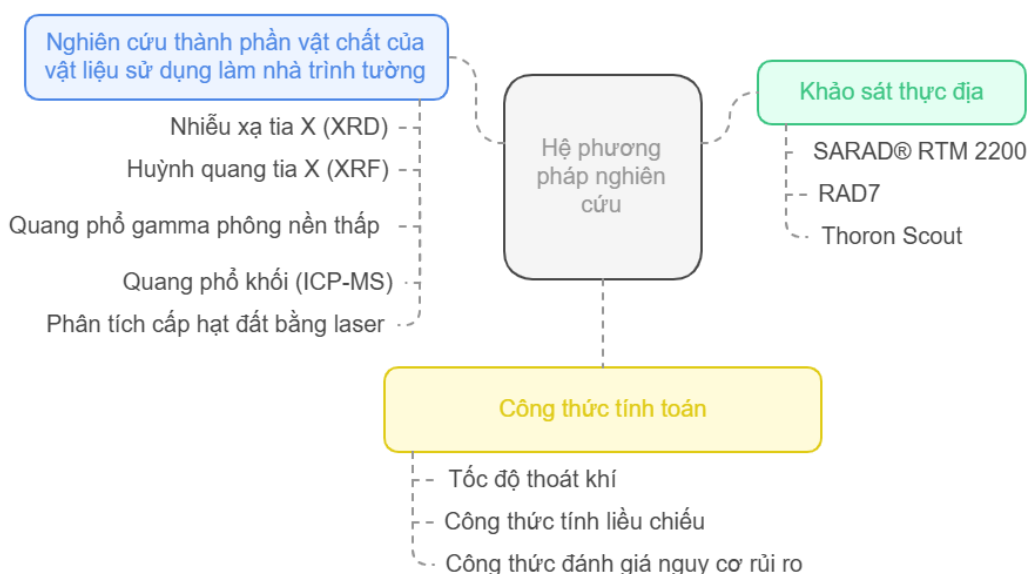 Nghiên cứu thành phần vật chất của
vật liệu sử dụng làm nhà trình tường
Nhiễu xạ tia X (XRD)
Huỳnh quang tia X (XRF)
Quang phổ gamma phông nền thấp
Quang phổ khối (ICP-MS)
Phân tích cấp hạt đất bằng laser
Hệ phương
pháp nghiên
cứu
Khảo sát thực địa
SARAD® RTM 2200
RAD7
Thoron Scout
Công thức tính toán
Tốc độ thoát khí
Công thức tính liều chiếu
Công thức đánh giá nguy cơ rủi ro